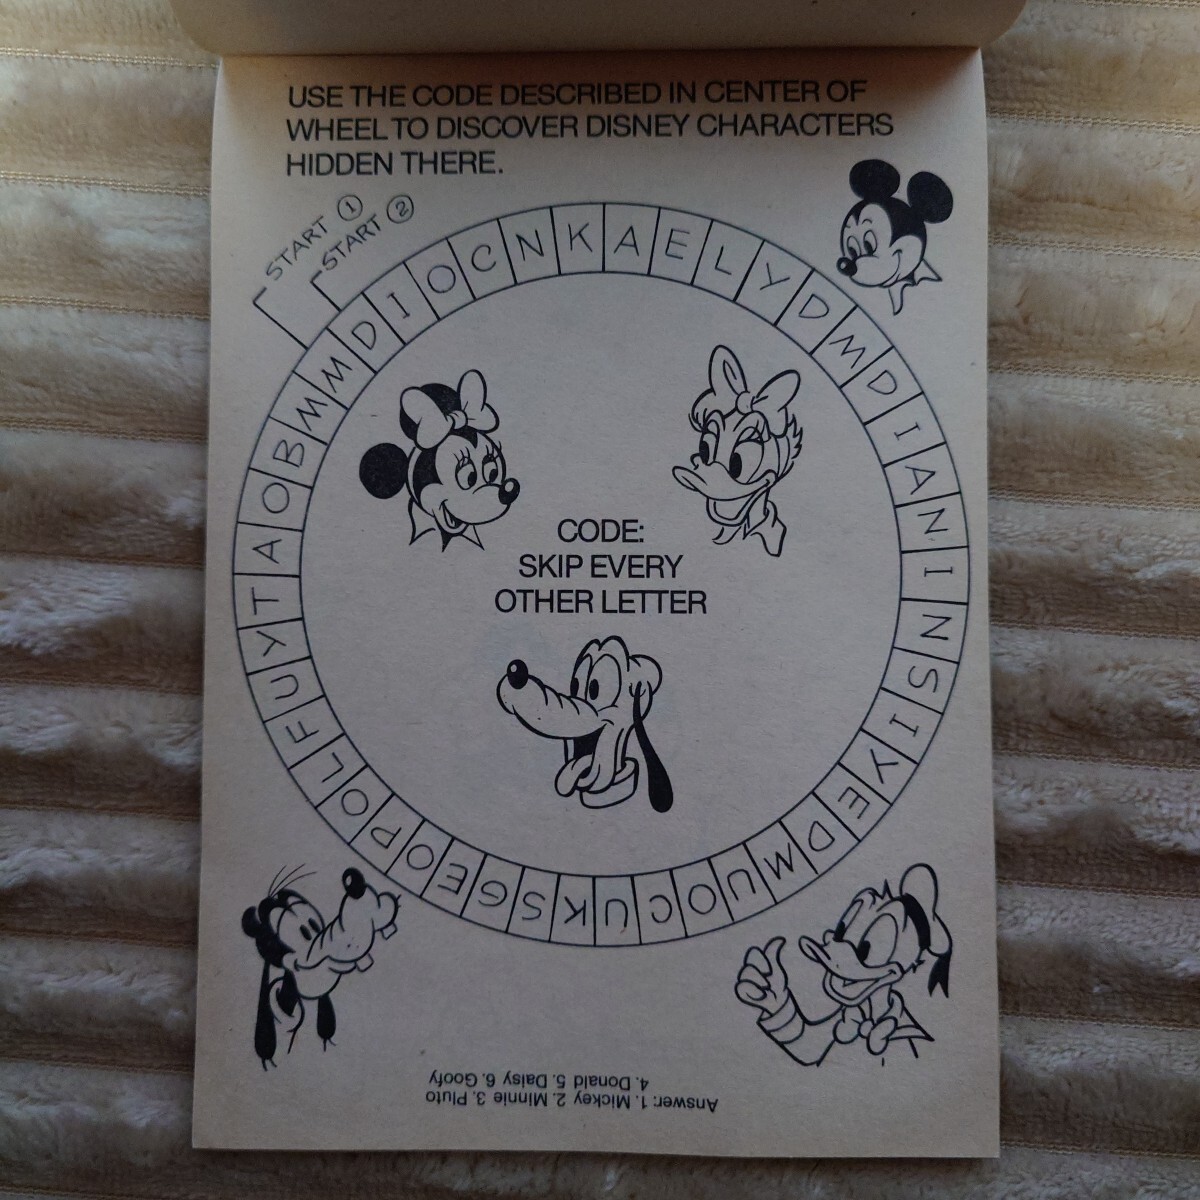 USE THE CODE DESCRIBED IN CENTER OF
WHEEL TO DISCOVER DISNEY CHARACTERS
HIDDEN THERE.
START 1
START 2
M M D I O C N K A E L Y D M D I A N I N S I Y E D M U O C U K S G E O P O L F U Y T A O B
CODE:
SKIP EVERY
OTHER LETTER
Answer: 1. Mickey 2. Minnie 3. Pluto
4. Donald 5. Daisy 6. Goofy